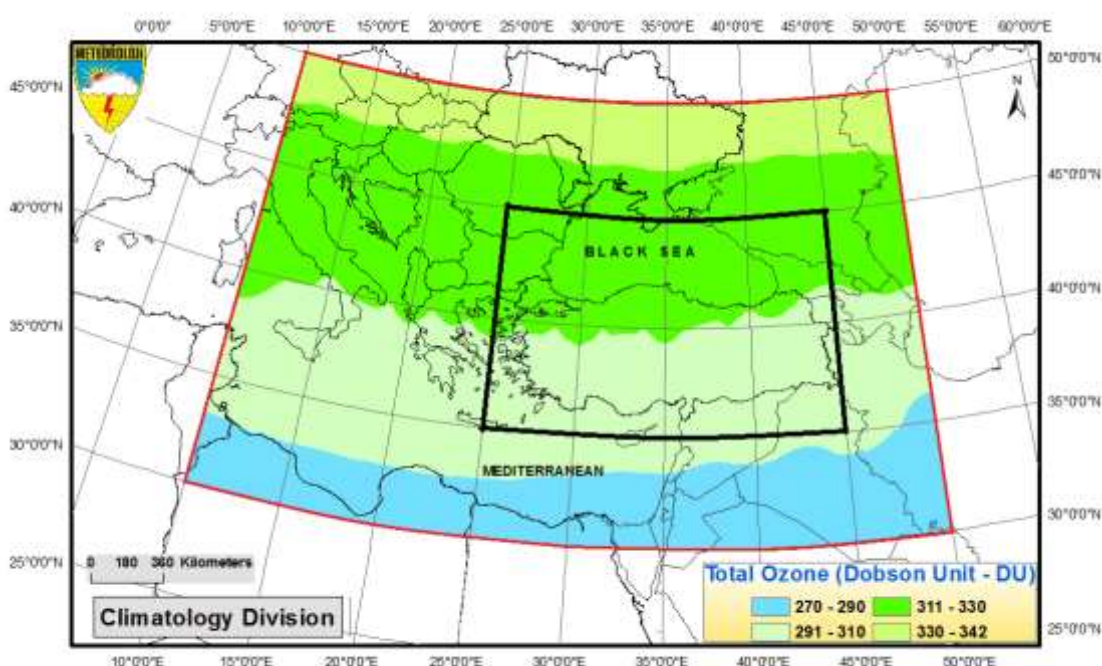 0°0'0" 5°0'0"E 10°0'0"E 15°0'0"E 20°0'0"E 25°0'0"E 30°0'0"E 35°0'0"E 40°0'0"E 45°0'0"E 50°0'0"E 55°0'0"E 60°0'0"E
METEOROLOJİ
N
50°0'0"N
45°0'0"N
45°0'0"N
40°0'0"N
BLACK SEA
40°0'0"N
35°0'0"N
35°0'0"N
30°0'0"N
MEDITERRANEAN
30°0'0"N
25°0'0"N
0 180 360 Kilometers
Total Ozone (Dobson Unit - DU)
270 - 290 311 - 330
291 - 310 330 - 342
Climatology Division
25°0'0"N
10°0'0"E 15°0'0"E 20°0'0"E 25°0'0"E 30°0'0"E 35°0'0"E 40°0'0"E 45°0'0"E 50°0'0"E